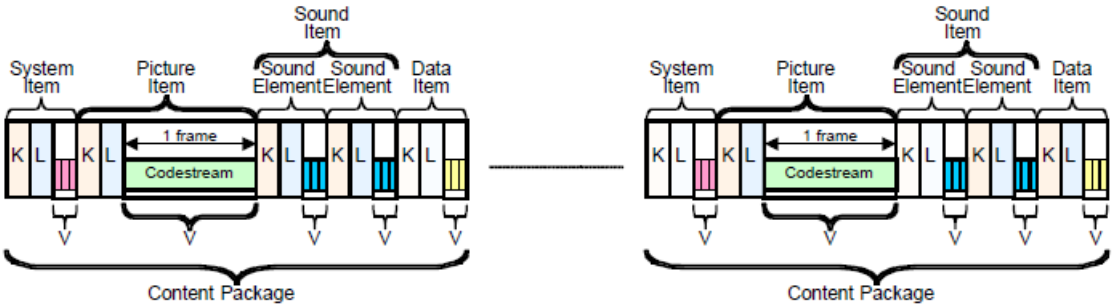 Sound
Item
System
Item
Picture
Item
Sound
Element
Sound
Element
Data
Item
K L K L 1 frame K L K L K L
Codestream
V V V V V
Content Package
Sound
Item
System
Item
Picture
Item
Sound
Element
Sound
Element
Data
Item
K L K L 1 frame K L K L K L
Codestream
V V V V V
Content Package